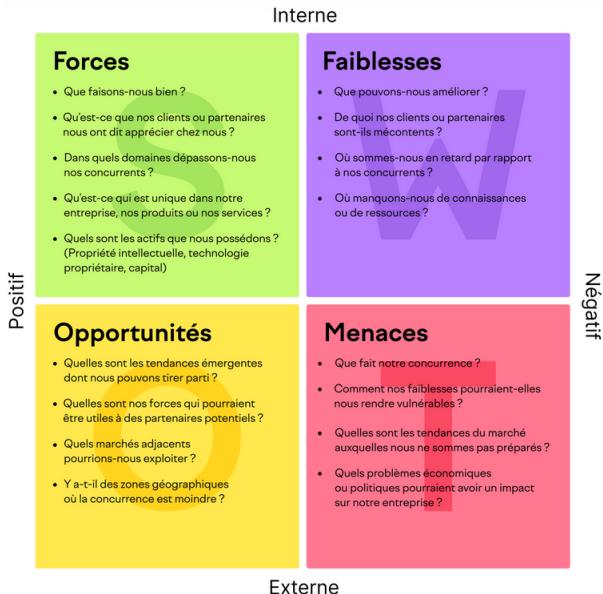 Interne
Forces
• Que faisons-nous bien ?
• Qu'est-ce que nos clients ou partenaires
nous ont dit apprécier chez nous ?
• Dans quels domaines dépassons-nous
nos concurrents ?
• Qu'est-ce qui est unique dans notre
entreprise, nos produits ou nos services ?
• Quels sont les actifs que nous possédons ?
(Propriété intellectuelle, technologie
propriétaire, capital)
S
Faiblesses
• Que pouvons-nous améliorer ?
• De quoi nos clients ou partenaires
sont-ils mécontents ?
• Où sommes-nous en retard par rapport
à nos concurrents ?
• Où manquons-nous de connaissances
ou de ressources ?
W
Positif
Négatif
Opportunités
• Quelles sont les tendances émergentes
dont nous pouvons tirer parti ?
• Quelles sont nos forces qui pourraient
être utiles à des partenaires potentiels ?
• Quels marchés adjacents
pourrions-nous exploiter ?
• Y a-t-il des zones géographiques
où la concurrence est moindre ?
O
Menaces
• Que fait notre concurrence ?
• Comment nos faiblesses pourraient-elles
nous rendre vulnérables ?
• Quelles sont les tendances du marché
auxquelles nous ne sommes pas préparés ?
• Quels problèmes économiques
ou politiques pourraient avoir un impact
sur notre entreprise ?
T
Externe